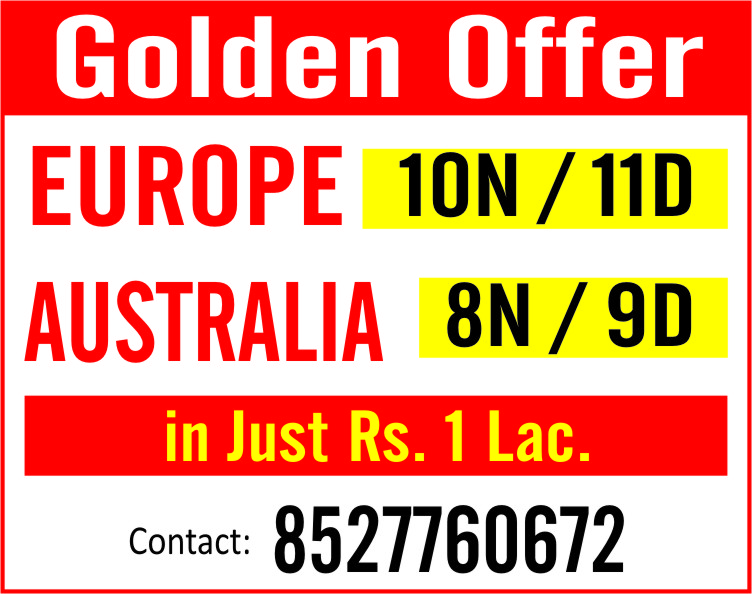 Golden Offer
EUROPE 10N / 11D
AUSTRALIA 8N / 9D
in Just Rs. 1 Lac.
Contact: 8527760672